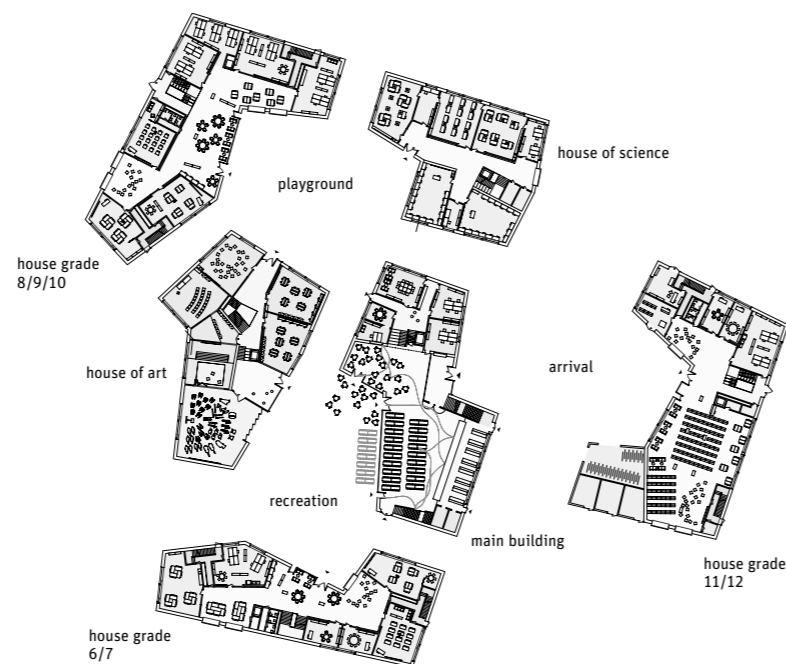 house of science
playground
house grade
8/9/10
house of art
arrival
recreation
main building
house grade
11/12
house grade
6/7